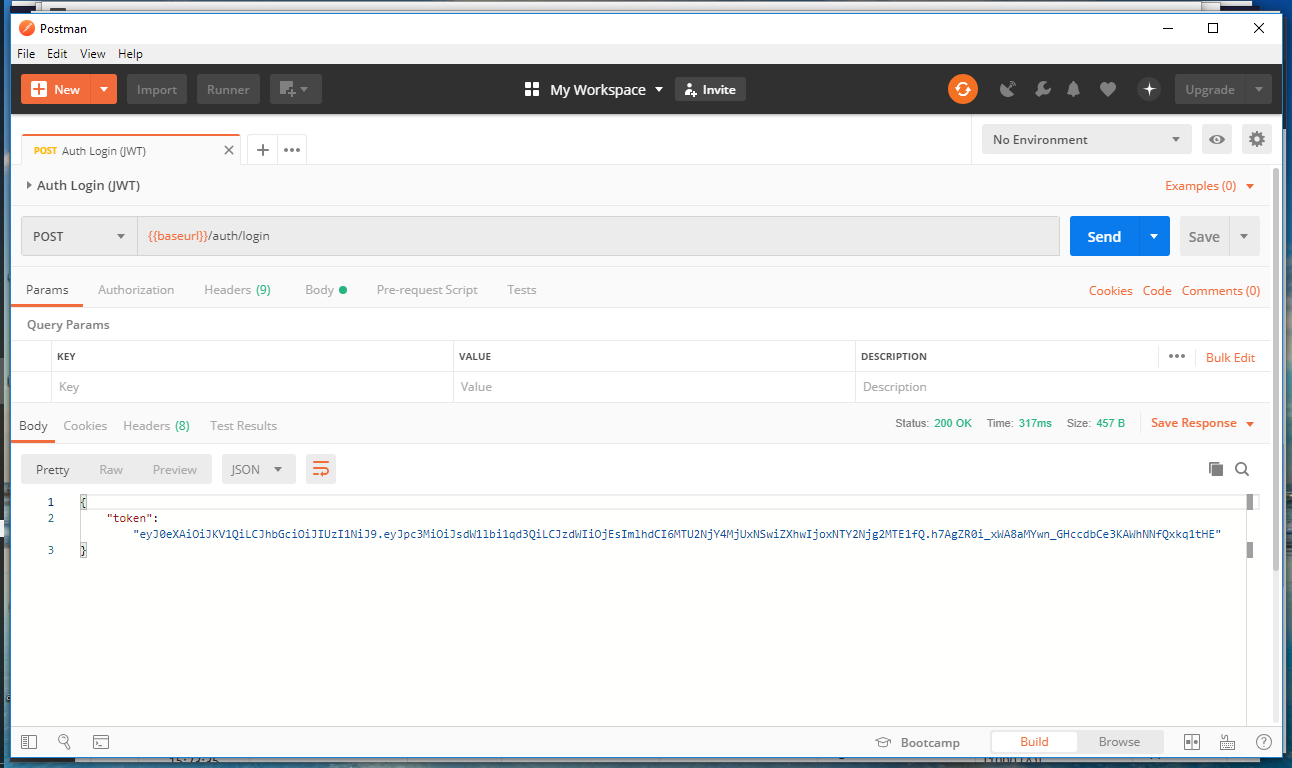 Postman
File Edit View Help
New Import Runner My Workspace Invite Upgrade
POST Auth Login (JWT) No Environment
Auth Login (JWT) Examples (0)
POST {{baseurl}}/auth/login Send Save
Params Authorization Headers (9) Body Pre-request Script Tests Cookies Code Comments (0)
Query Params
KEY VALUE DESCRIPTION Bulk Edit
Key Value Description
Body Cookies Headers (8) Test Results Status: 200 OK Time: 317ms Size: 457 B Save Response
Pretty Raw Preview JSON
1 {
2 "token":
"eyJ0eXAiOiJKV1QiLCJhbGciOiJIUzI1NiJ9.eyJpc3MiOiJsdW1lbi1qd3QiLCJzdWIiOjEsImlhdCI6MTU2NjY4MjUxNSwiZXhwIjoxNTY2Njg2MTE1fQ.h7AgZR0i_xWA8aMYwn_GHccdbCe3KAWhNNfQxkq1tHE"
3 }
Bootcamp Build Browse